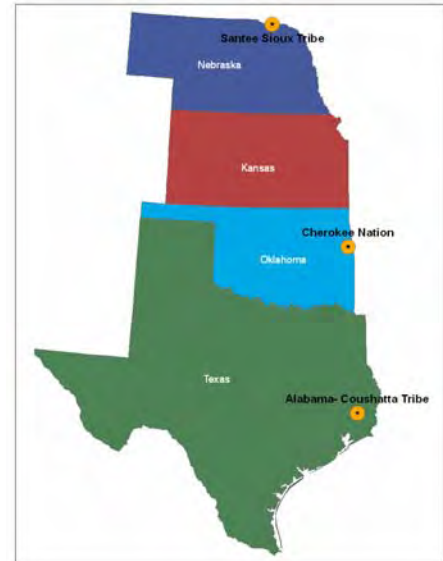 Santee Sioux Tribe
Nebraska
Kansas
Cherokee Nation
Oklahoma
Texas
Alabama- Coushatta Tribe